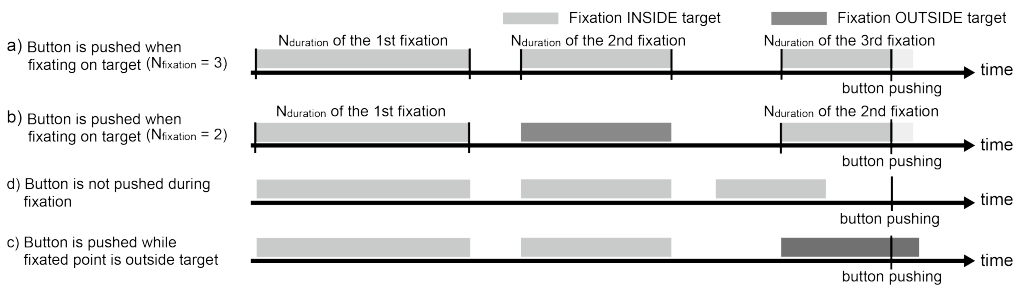 Fixation INSIDE target Fixation OUTSIDE target
a) Button is pushed when
fixating on target (Nfixation = 3)
Nduration of the 1st fixation Nduration of the 2nd fixation Nduration of the 3rd fixation
time
button pushing
b) Button is pushed when
fixating on target (Nfixation = 2)
Nduration of the 1st fixation Nduration of the 2nd fixation
time
button pushing
d) Button is not pushed during
fixation
time
button pushing
c) Button is pushed while
fixated point is outside target
time
button pushing